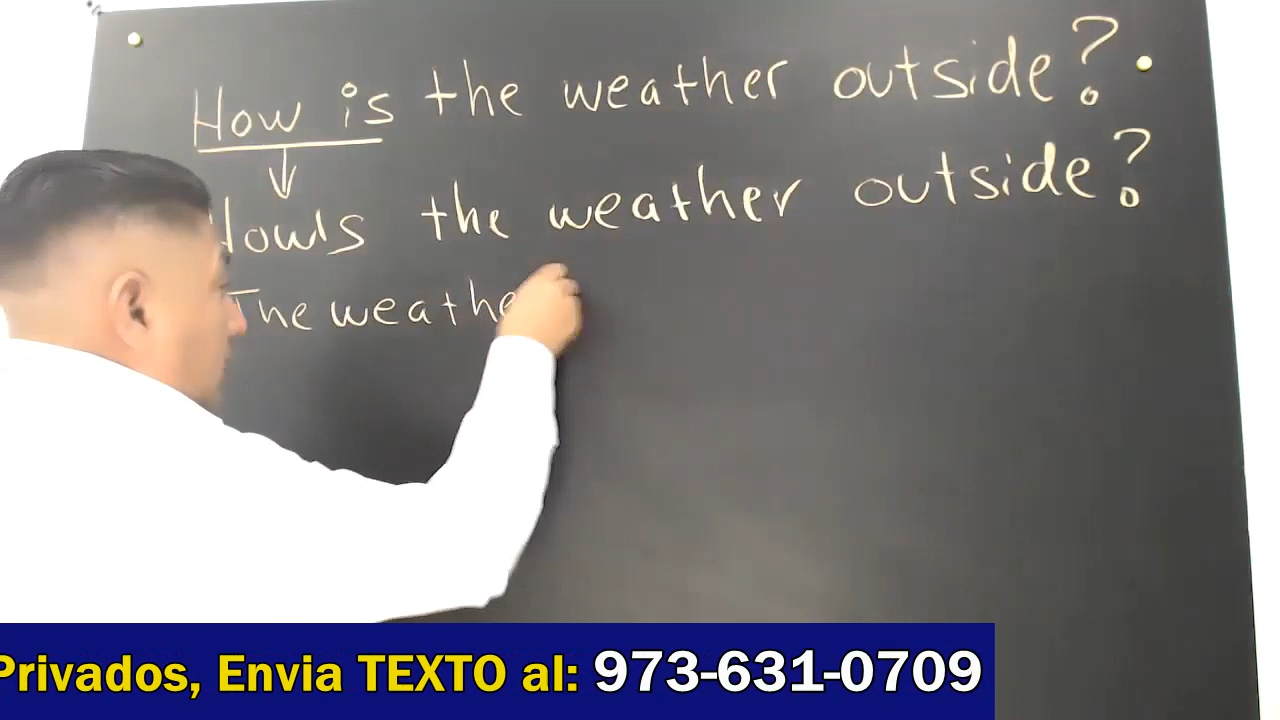 How is the weather outside?
How's the weather outside?
The weathe
Privados, Envia TEXTO al: 973-631-0709